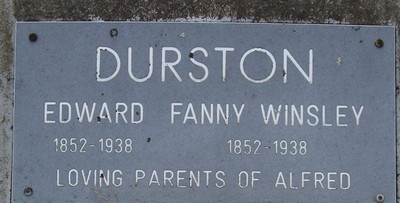 DURSTON
EDWARD FANNY WINSLEY
1852-1938 1852-1938
LOVING PARENTS OF ALFRED